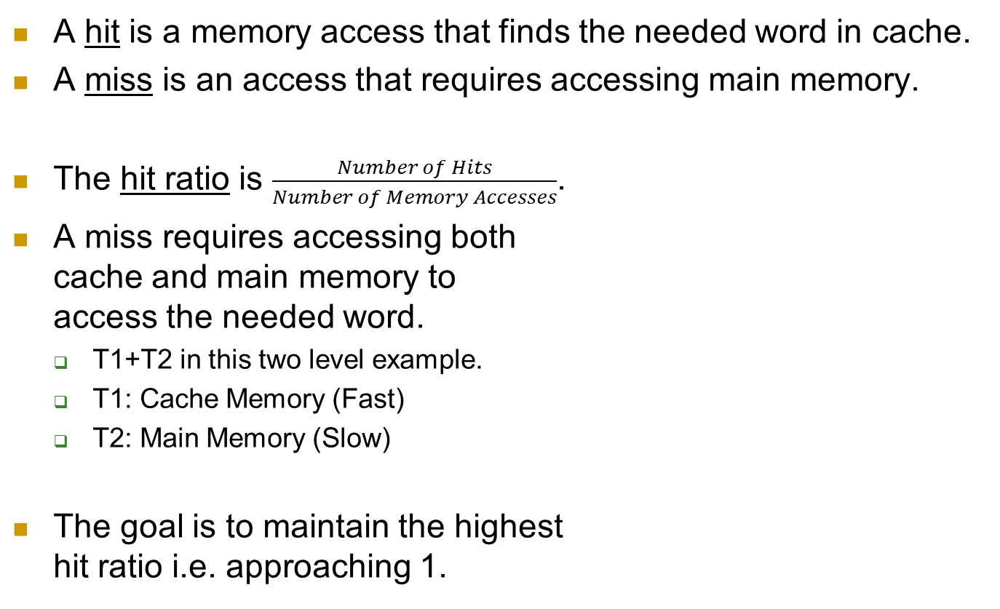 A hit is a memory access that finds the needed word in cache.
A miss is an access that requires accessing main memory.
The hit ratio is Number of Hits / Number of Memory Accesses.
A miss requires accessing both
cache and main memory to
access the needed word.
T1+T2 in this two level example.
T1: Cache Memory (Fast)
T2: Main Memory (Slow)
The goal is to maintain the highest
hit ratio i.e. approaching 1.